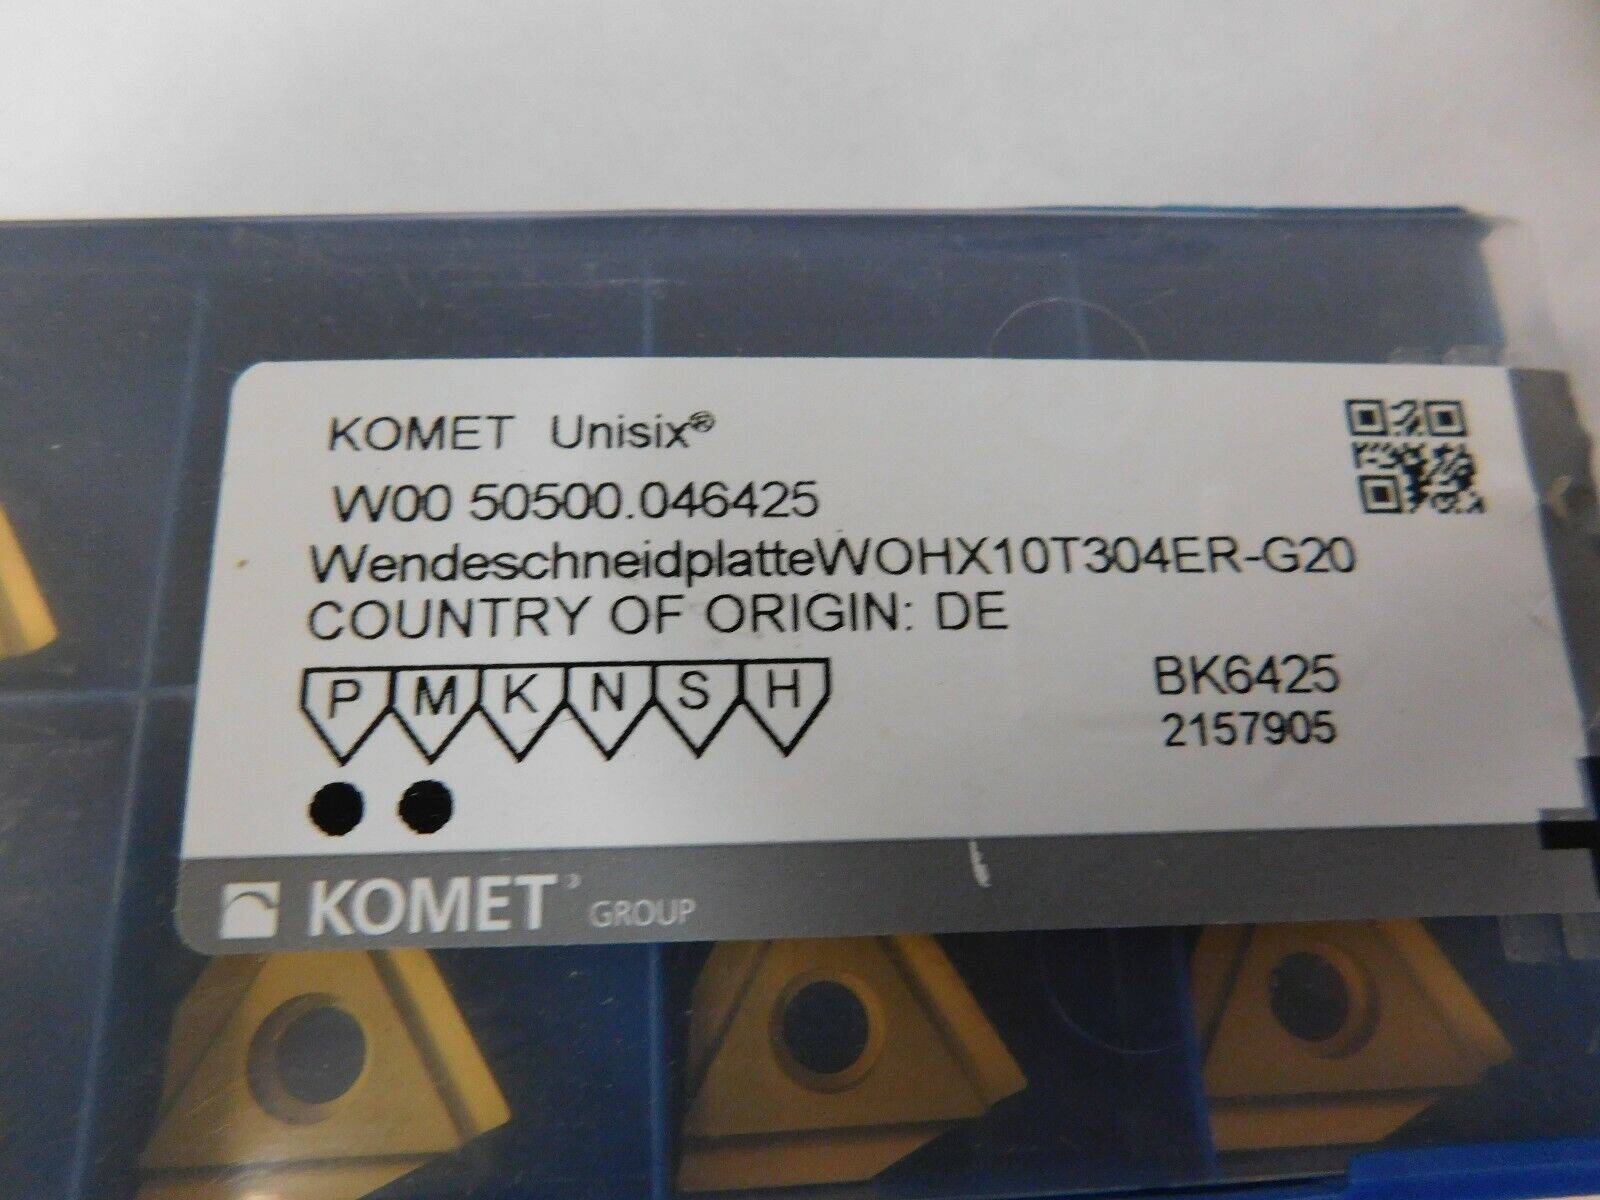 KOMET Unisix®
W00 50500.046425
WendeschneidplatteWOHX10T304ER-G20
COUNTRY OF ORIGIN: DE
P M K N S H
BK6425
2157905
KOMET GROUP